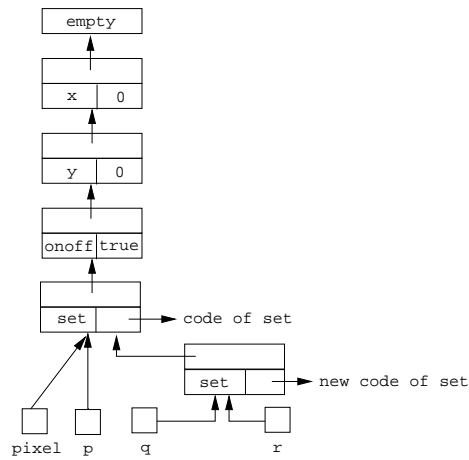 empty
x 0
y 0
onoff true
set
code of set
set
new code of set
pixel p q r